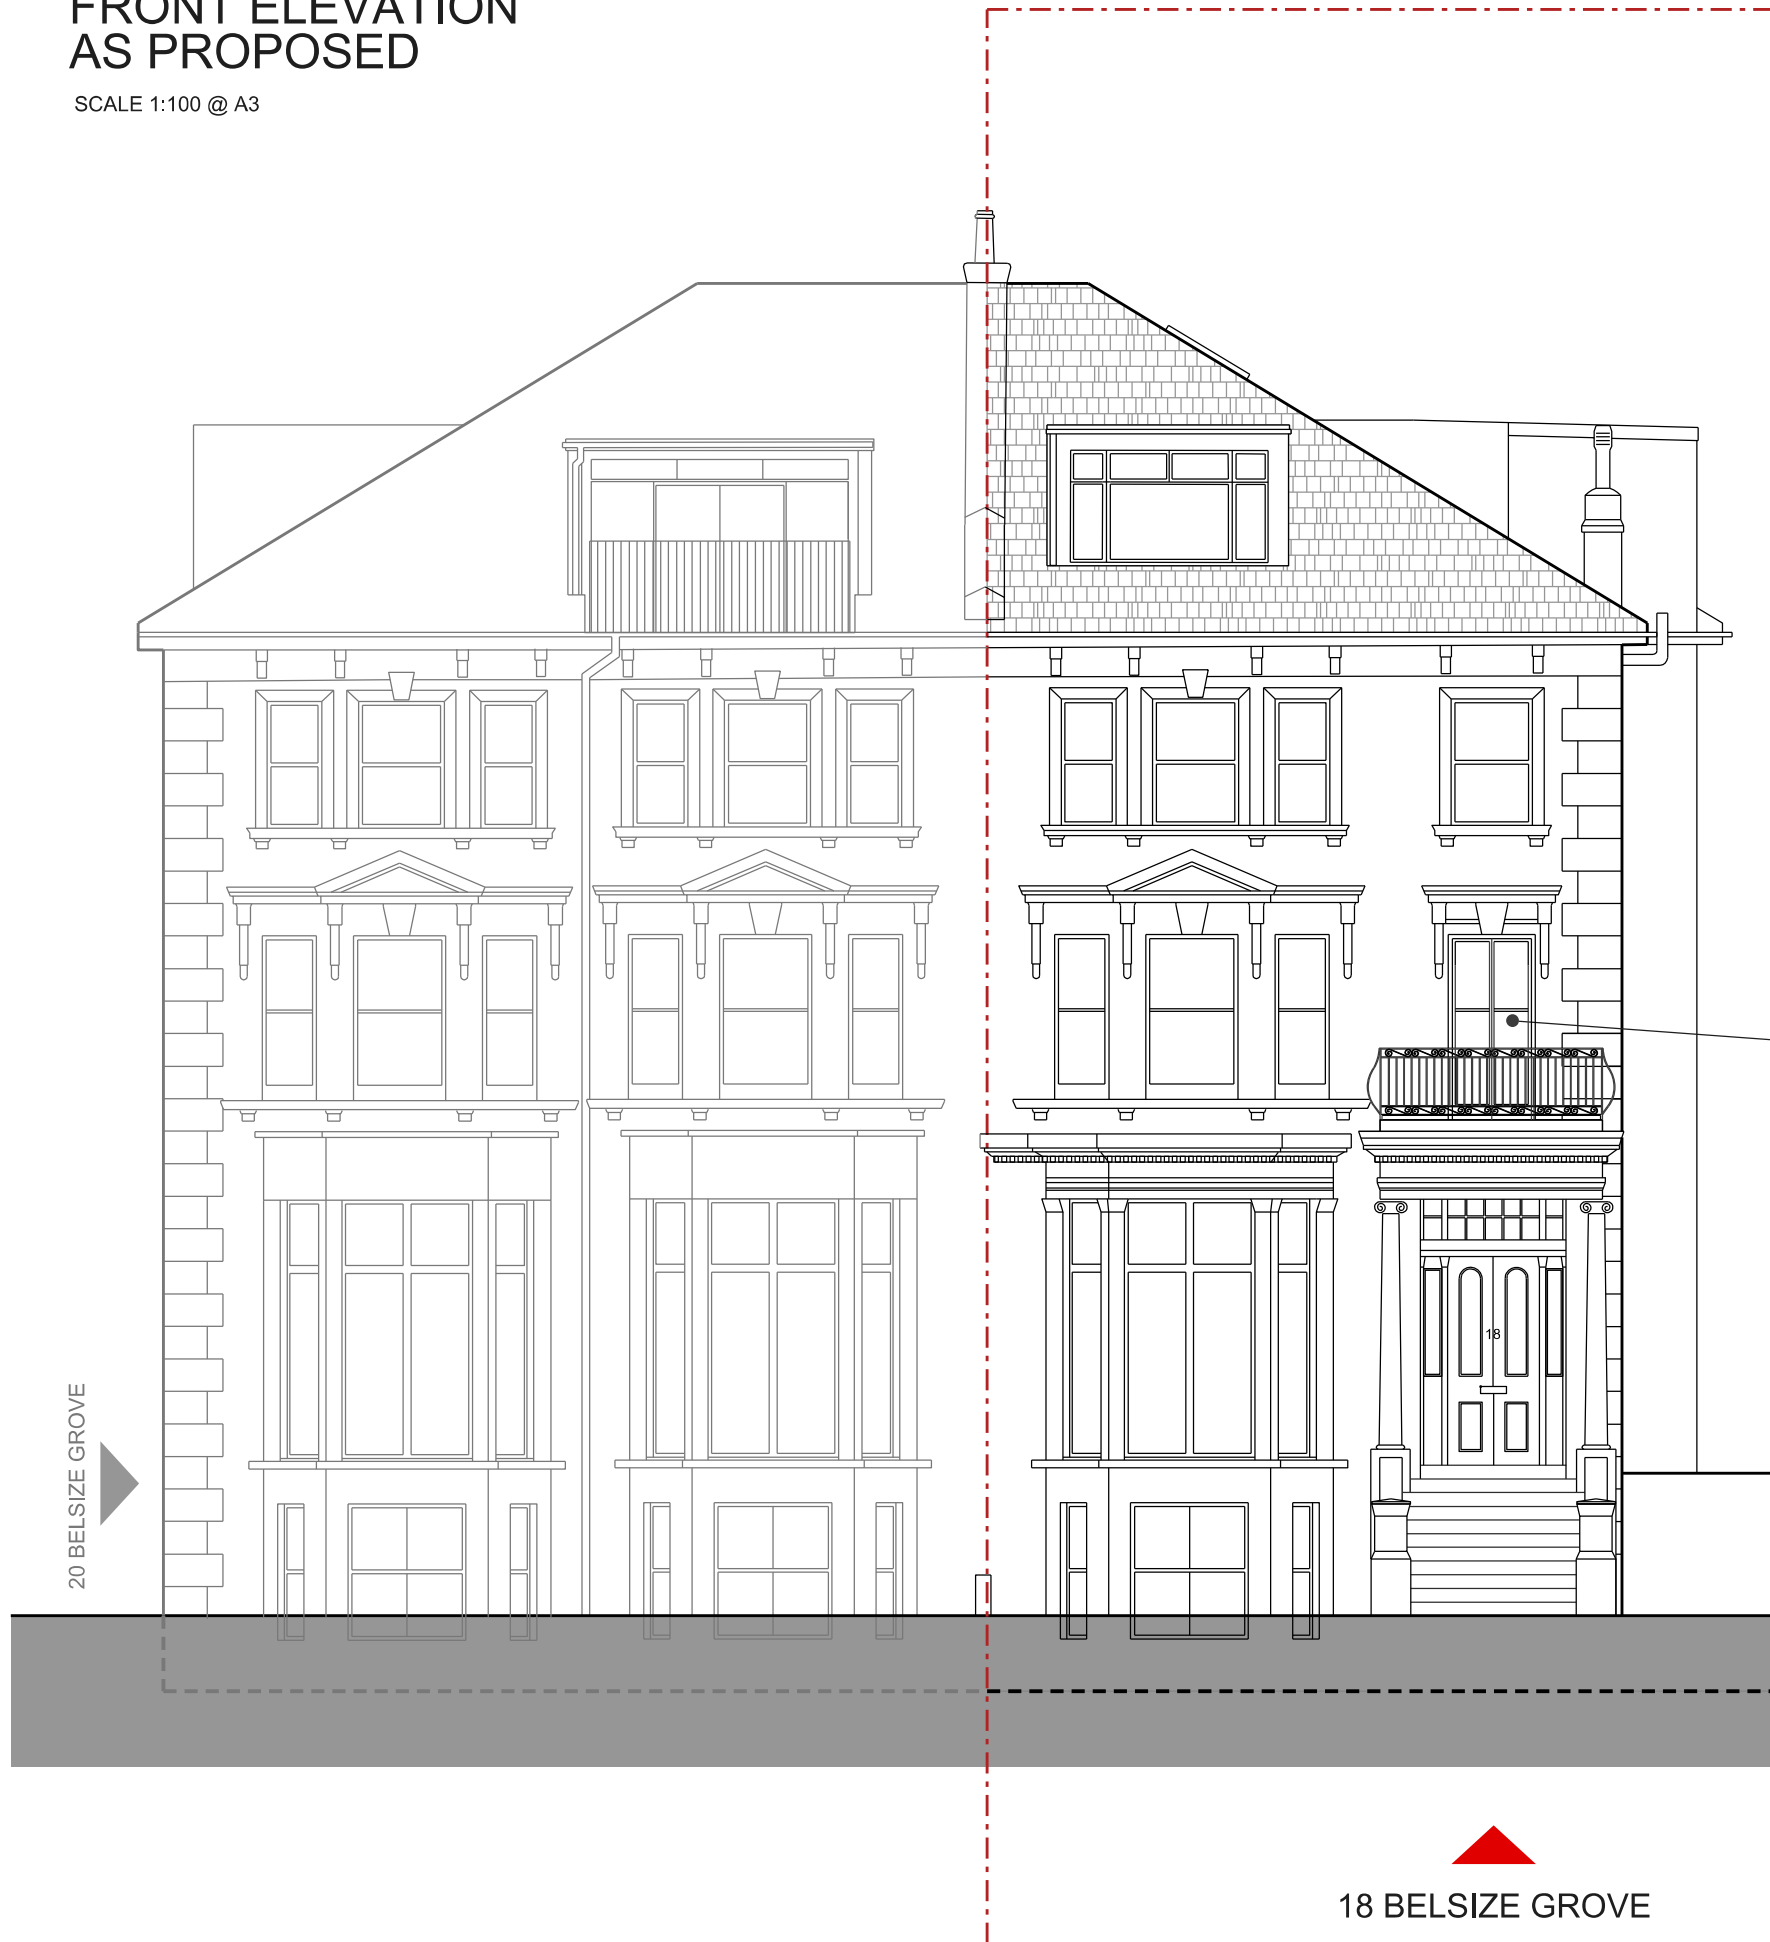 FRONT ELEVATION
AS PROPOSED
SCALE 1:100 @ A3
18
20 BELSIZE GROVE
18 BELSIZE GROVE